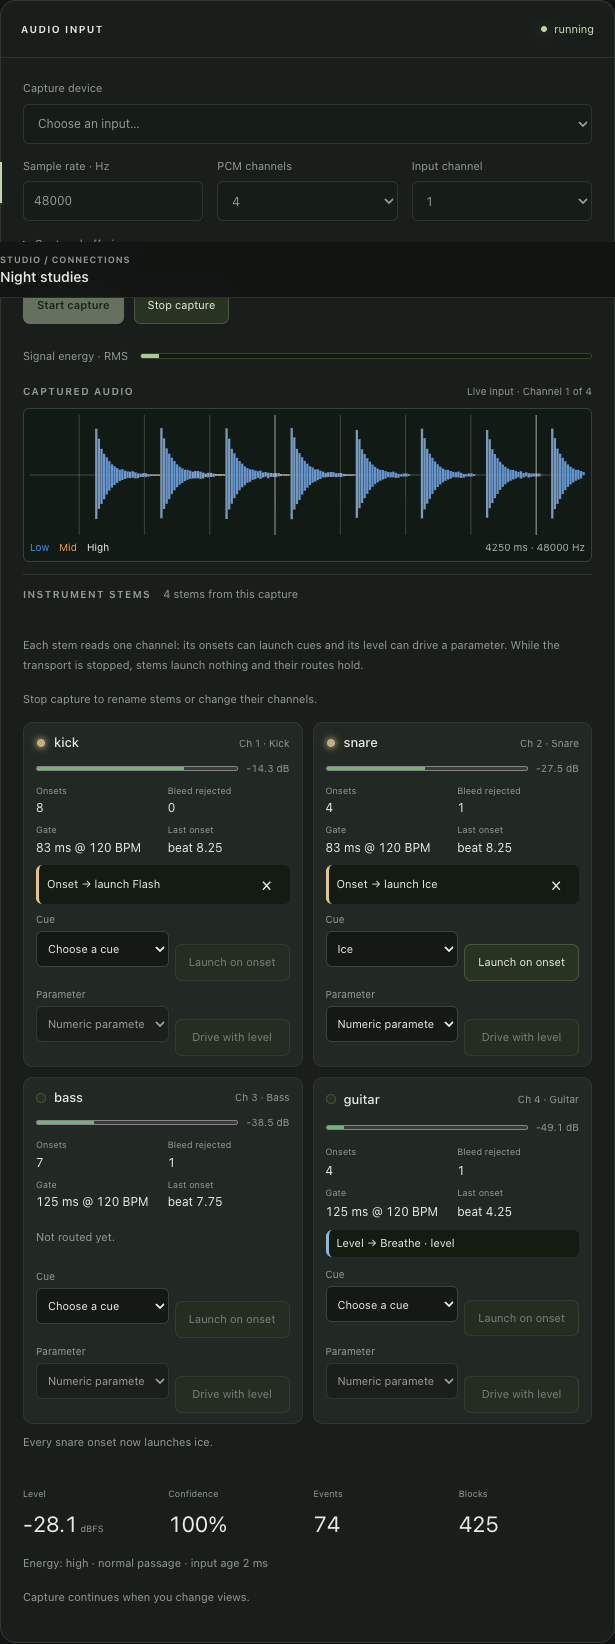 AUDIO INPUT
running
Capture device
Choose an input...
Sample rate · Hz
PCM channels
Input channel
48000
4
1
STUDIO / CONNECTIONS
Night studies
Start capture
Stop capture
Signal energy · RMS
CAPTURED AUDIO
Live input · Channel 1 of 4
Low Mid High
4250 ms · 48000 Hz
INSTRUMENT STEMS 4 stems from this capture
Each stem reads one channel: its onsets can launch cues and its level can drive a parameter. While the
transport is stopped, stems launch nothing and their routes hold.
Stop capture to rename stems or change their channels.
kick
Ch 1 · Kick
-14.3 dB
Onsets
Bleed rejected
8
0
Gate
Last onset
83 ms @ 120 BPM
beat 8.25
Onset → launch Flash
×
Cue
Choose a cue
Launch on onset
Parameter
Numeric paramete
Drive with level
snare
Ch 2 · Snare
-27.5 dB
Onsets
Bleed rejected
4
1
Gate
Last onset
83 ms @ 120 BPM
beat 8.25
Onset → launch Ice
×
Cue
Ice
Launch on onset
Parameter
Numeric paramete
Drive with level
bass
Ch 3 · Bass
-38.5 dB
Onsets
Bleed rejected
7
1
Gate
Last onset
125 ms @ 120 BPM
beat 7.75
Not routed yet.
Cue
Choose a cue
Launch on onset
Parameter
Numeric paramete
Drive with level
guitar
Ch 4 · Guitar
-49.1 dB
Onsets
Bleed rejected
4
1
Gate
Last onset
125 ms @ 120 BPM
beat 4.25
Level → Breathe · level
Cue
Choose a cue
Launch on onset
Parameter
Numeric paramete
Drive with level
Every snare onset now launches ice.
Level
Confidence
Events
Blocks
-28.1 dBFS
100%
74
425
Energy: high · normal passage · input age 2 ms
Capture continues when you change views.